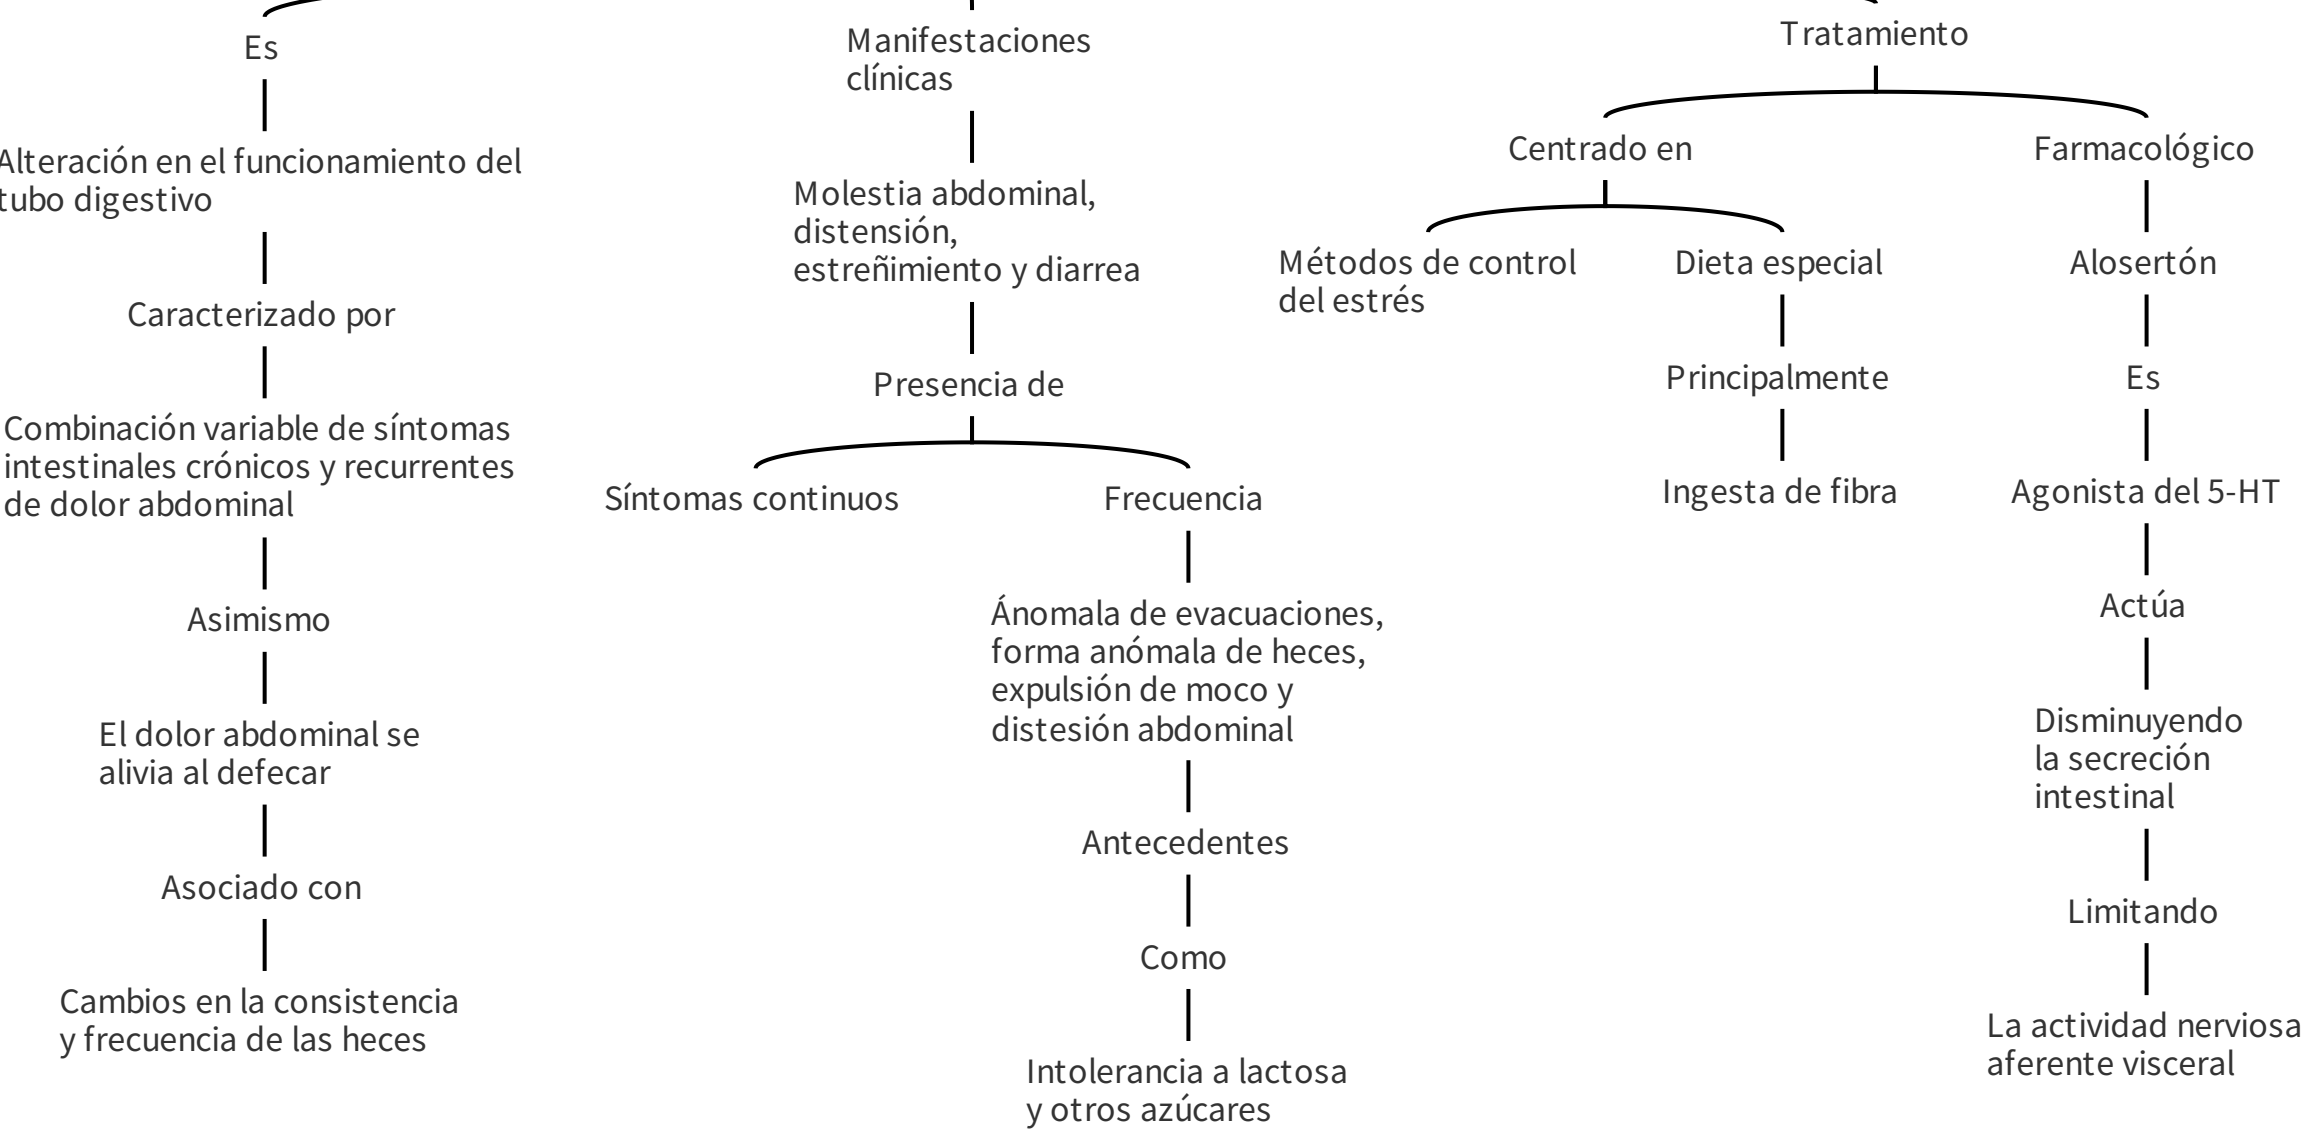 Es
Alteración en el funcionamiento del
tubo digestivo
Caracterizado por
Combinación variable de síntomas
intestinales crónicos y recurrentes
de dolor abdominal
Asimismo
El dolor abdominal se
alivia al defecar
Asociado con
Cambios en la consistencia
y frecuencia de las heces
Manifestaciones
clínicas
Molestia abdominal,
distensión,
estreñimiento y diarrea
Presencia de
Síntomas continuos
Frecuencia
Ánomala de evacuaciones,
forma anómala de heces,
expulsión de moco y
distesión abdominal
Antecedentes
Como
Intolerancia a lactosa
y otros azúcares
Tratamiento
Centrado en
Métodos de control
del estrés
Dieta especial
Principalmente
Ingesta de fibra
Farmacológico
Alosertón
Es
Agonista del 5-HT
Actúa
Disminuyendo
la secreción
intestinal
Limitando
La actividad nerviosa
aferente visceral